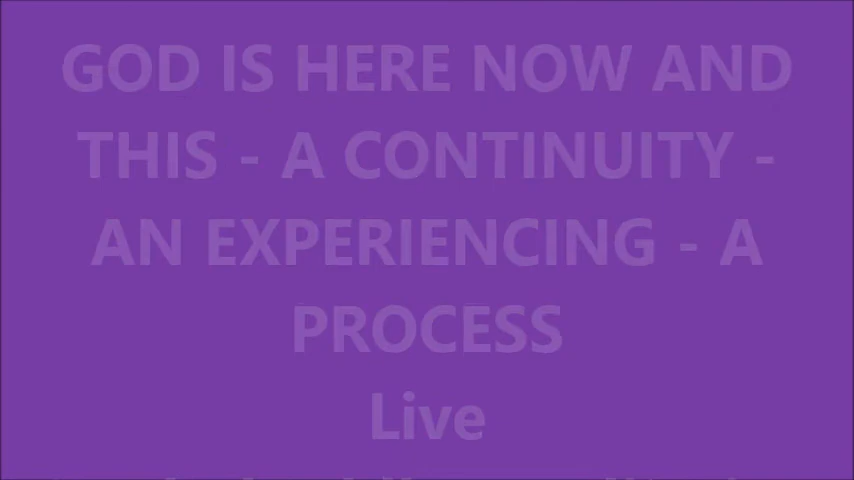 GOD IS HERE NOW AND
THIS - A CONTINUITY -
AN EXPERIENCING - A
PROCESS
Live